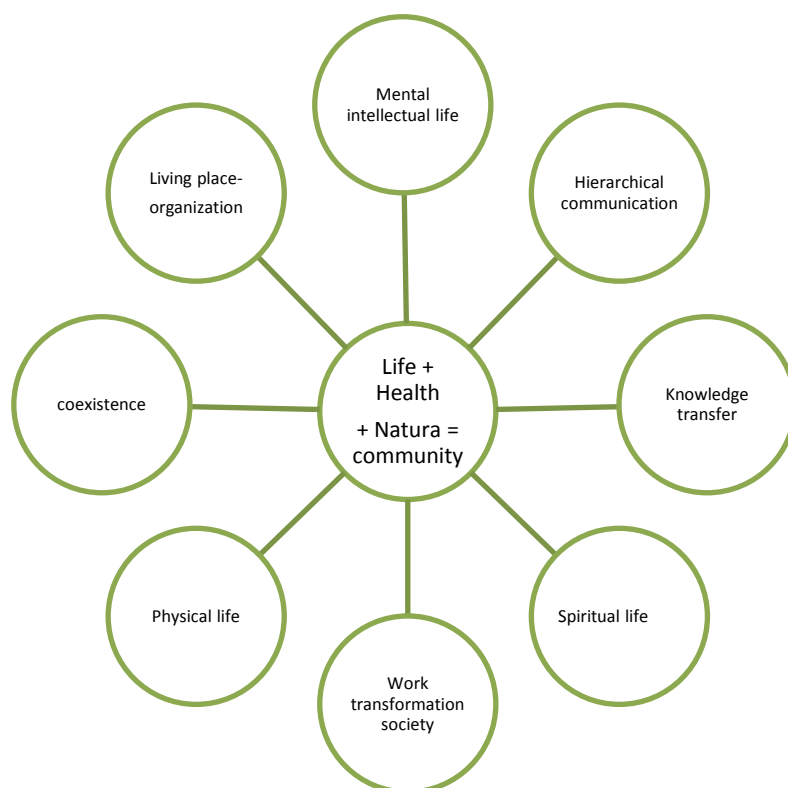 Mental
intellectual life
Hierarchical
communication
Knowledge
transfer
Spiritual life
Work
transformation
society
Physical life
coexistence
Living place-
organization
Life +
Health
+ Natura =
community